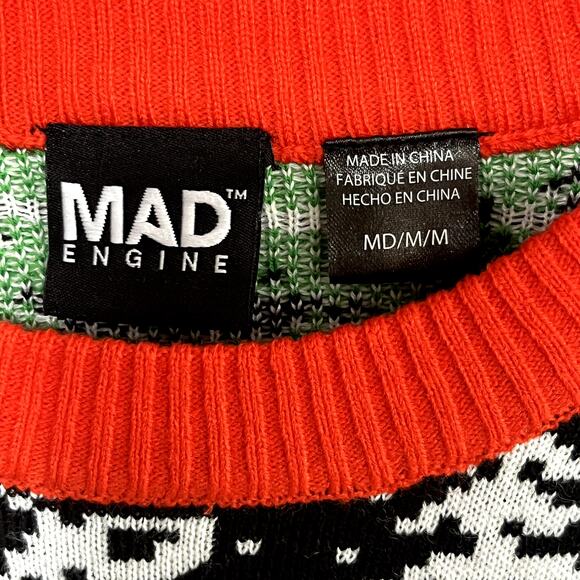 MAD™
ENGINE
MADE IN CHINA
FABRIQUÉ EN CHINE
HECHO EN CHINA
MD/M/M